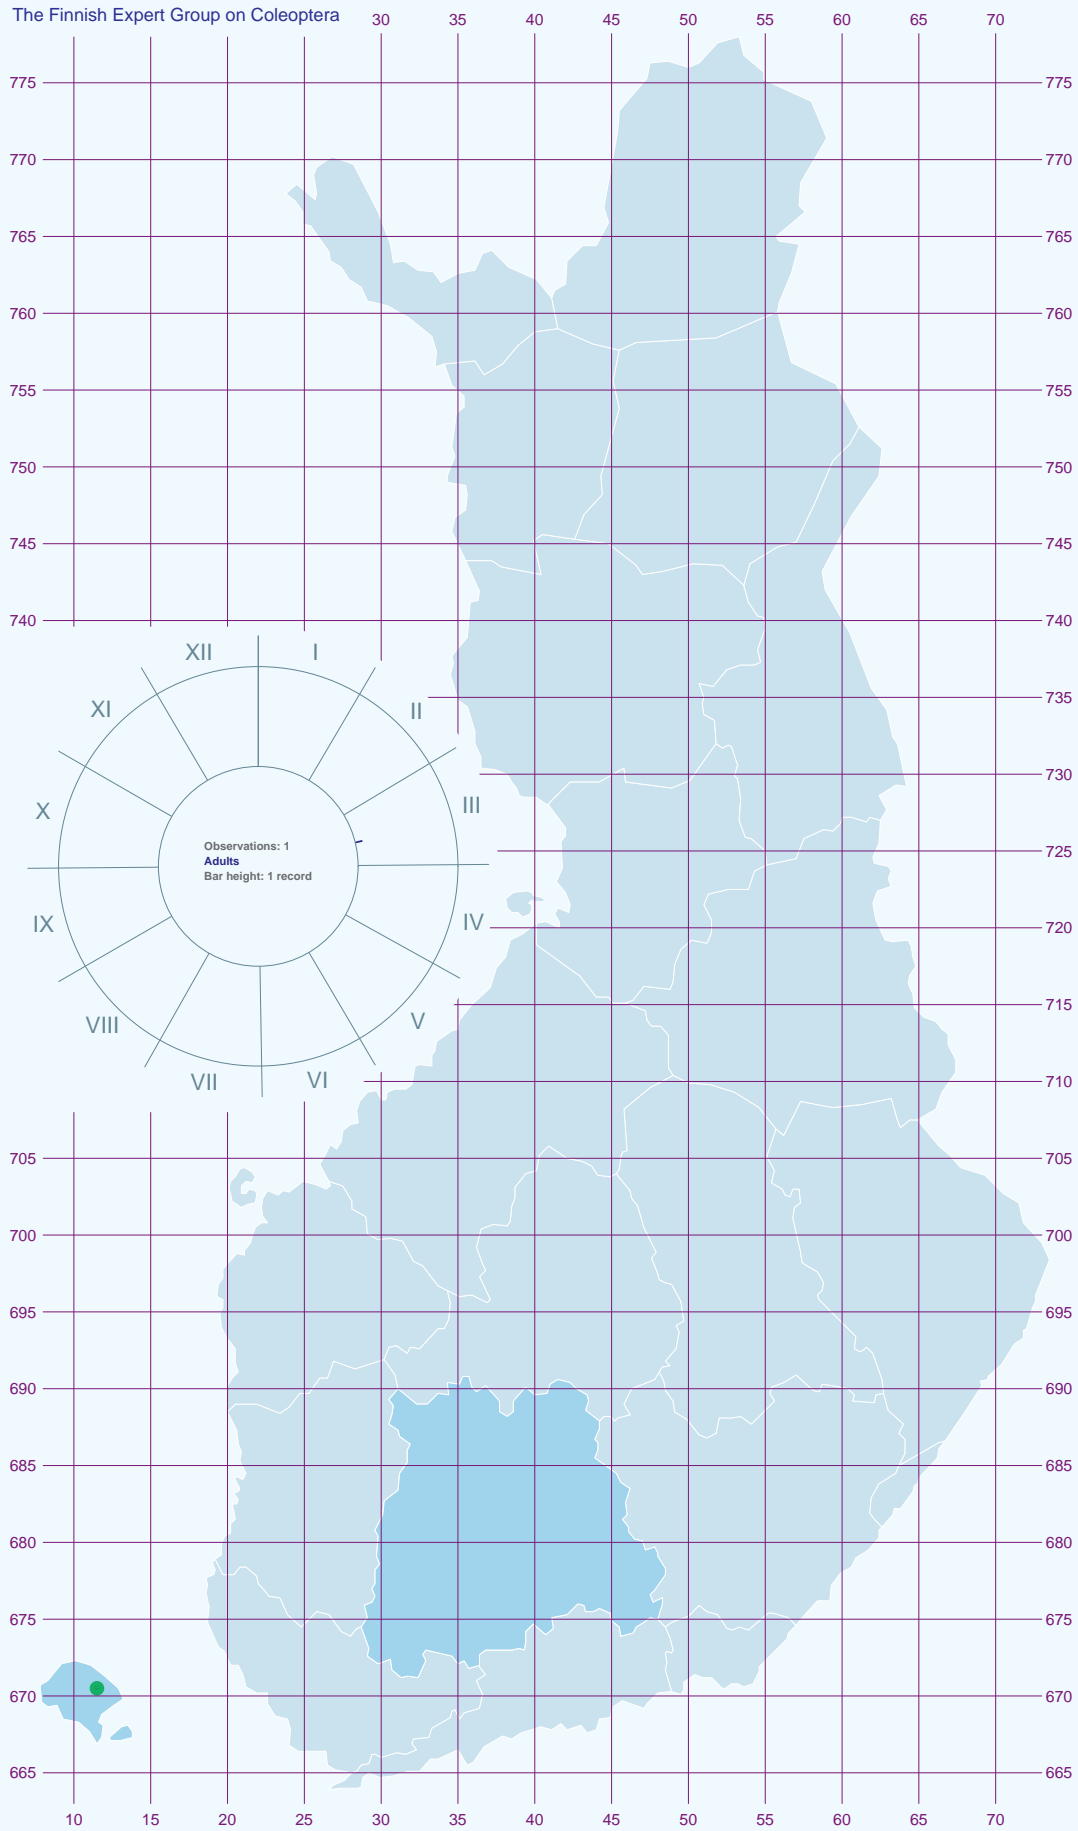 The Finnish Expert Group on Coleoptera
30 35 40 45 50 55 60 65 70
775 775
770 770
765 765
760 760
755 755
750 750
745 745
740 740
XII I
XI II
735
730
X III
Observations: 1
Adults
Bar height: 1 record
725
IX IV 720
715
VIII V
VII VI
710
705 705
700 700
695 695
690 690
685 685
680 680
675 675
670 670
665 665
10 15 20 25 30 35 40 45 50 55 60 65 70